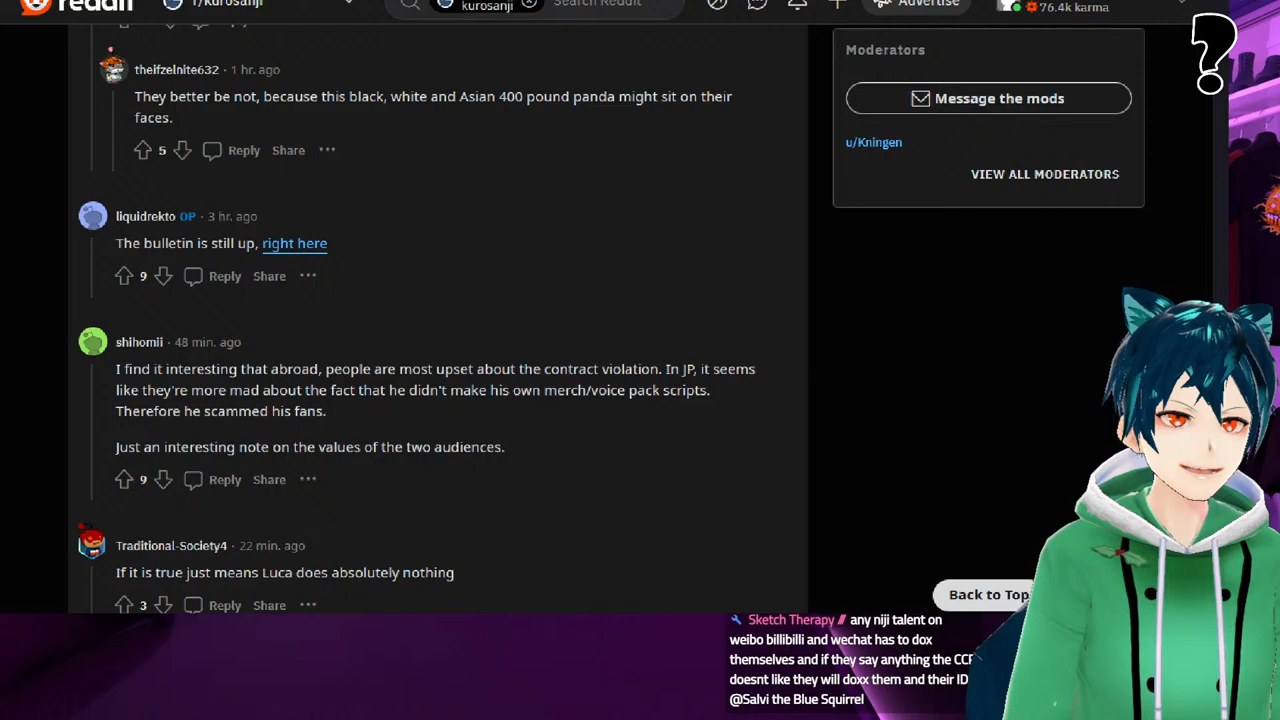 reddit
r/kurosanji
kurosanji
Search Reddit
Advertise
76.4k karma
?
theifzelnite632 · 1 hr. ago
They better be not, because this black, white and Asian 400 pound panda might sit on their
faces.
5 Reply Share ···
liquidrekto OP · 3 hr. ago
The bulletin is still up, right here
9 Reply Share ···
shihomii · 48 min. ago
I find it interesting that abroad, people are most upset about the contract violation. In JP, it seems
like they're more mad about the fact that he didn't make his own merch/voice pack scripts.
Therefore he scammed his fans.
Just an interesting note on the values of the two audiences.
9 Reply Share ···
Traditional-Society4 · 22 min. ago
If it is true just means Luca does absolutely nothing
3 Reply Share ···
Moderators
Message the mods
u/Kningen
VIEW ALL MODERATORS
Back to Top
Sketch Therapy // any niji talent on
weibo billibilli and wechat has to dox
themselves and if they say anything the CCP
doesnt like they will doxx them and their ID
@Salvi the Blue Squirrel